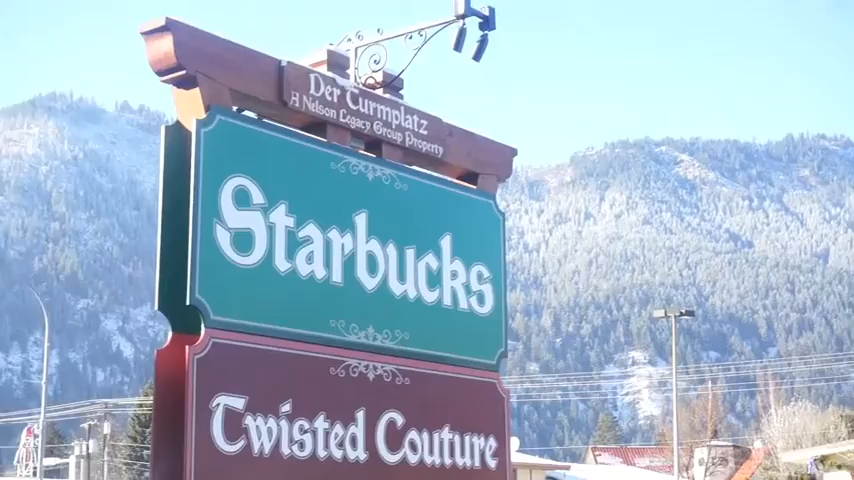 Der Turmplatz
A Nelson Legacy Group Property
Starbucks
Twisted Couture